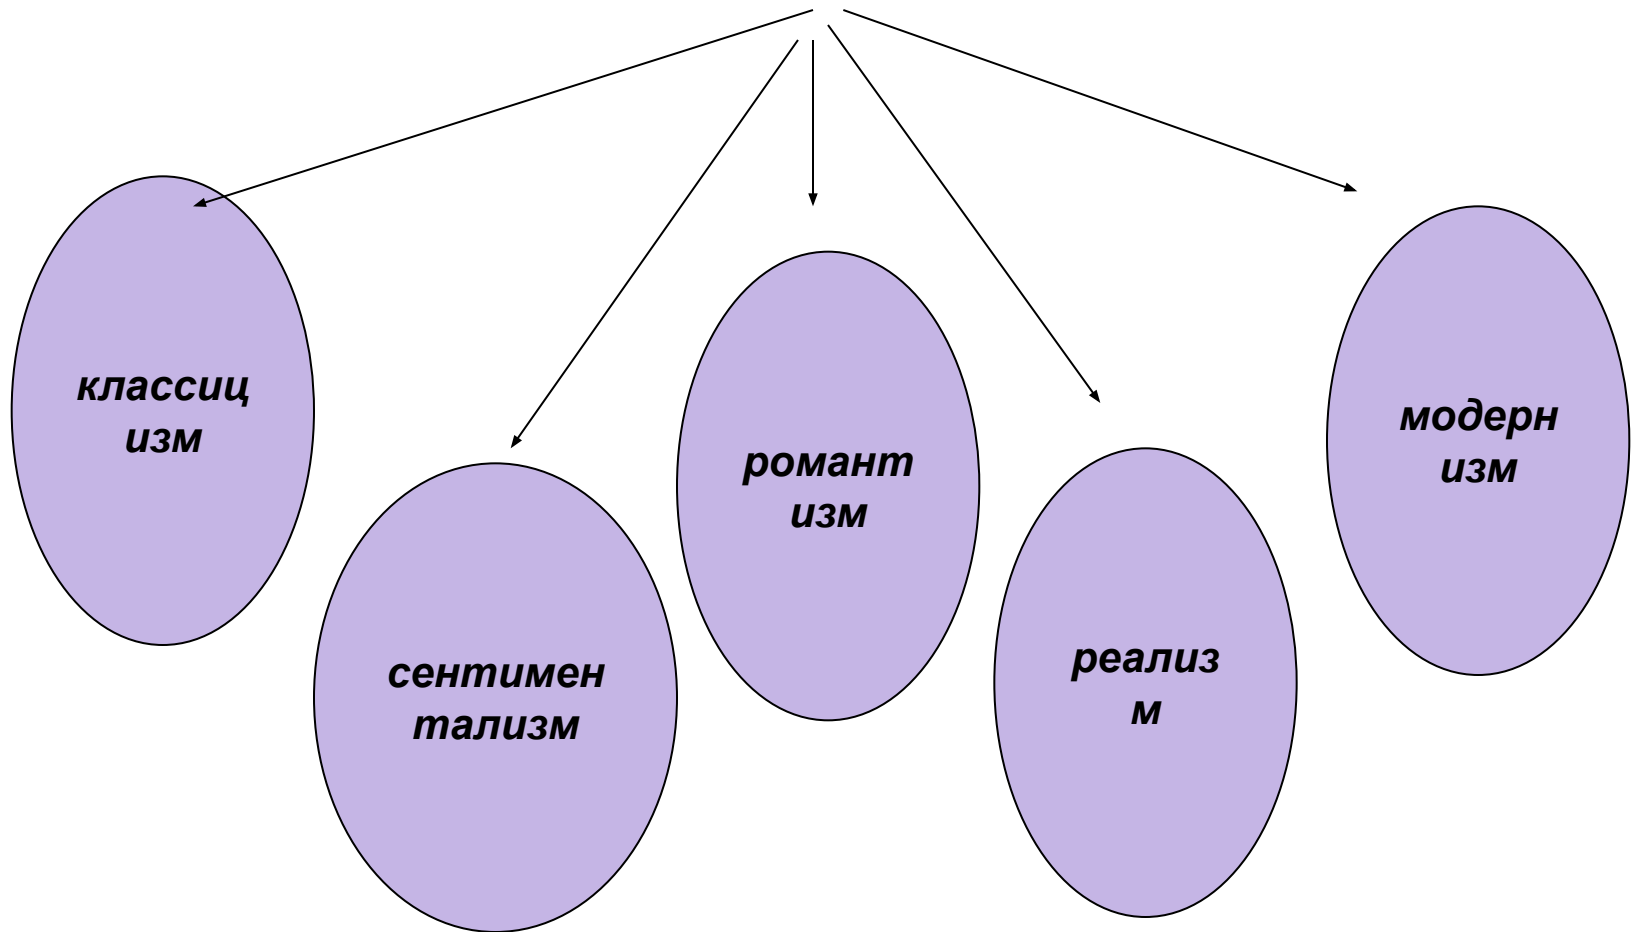 классиц
изм
сентимен
тализм
романт
изм
реализ
м
модерн
изм